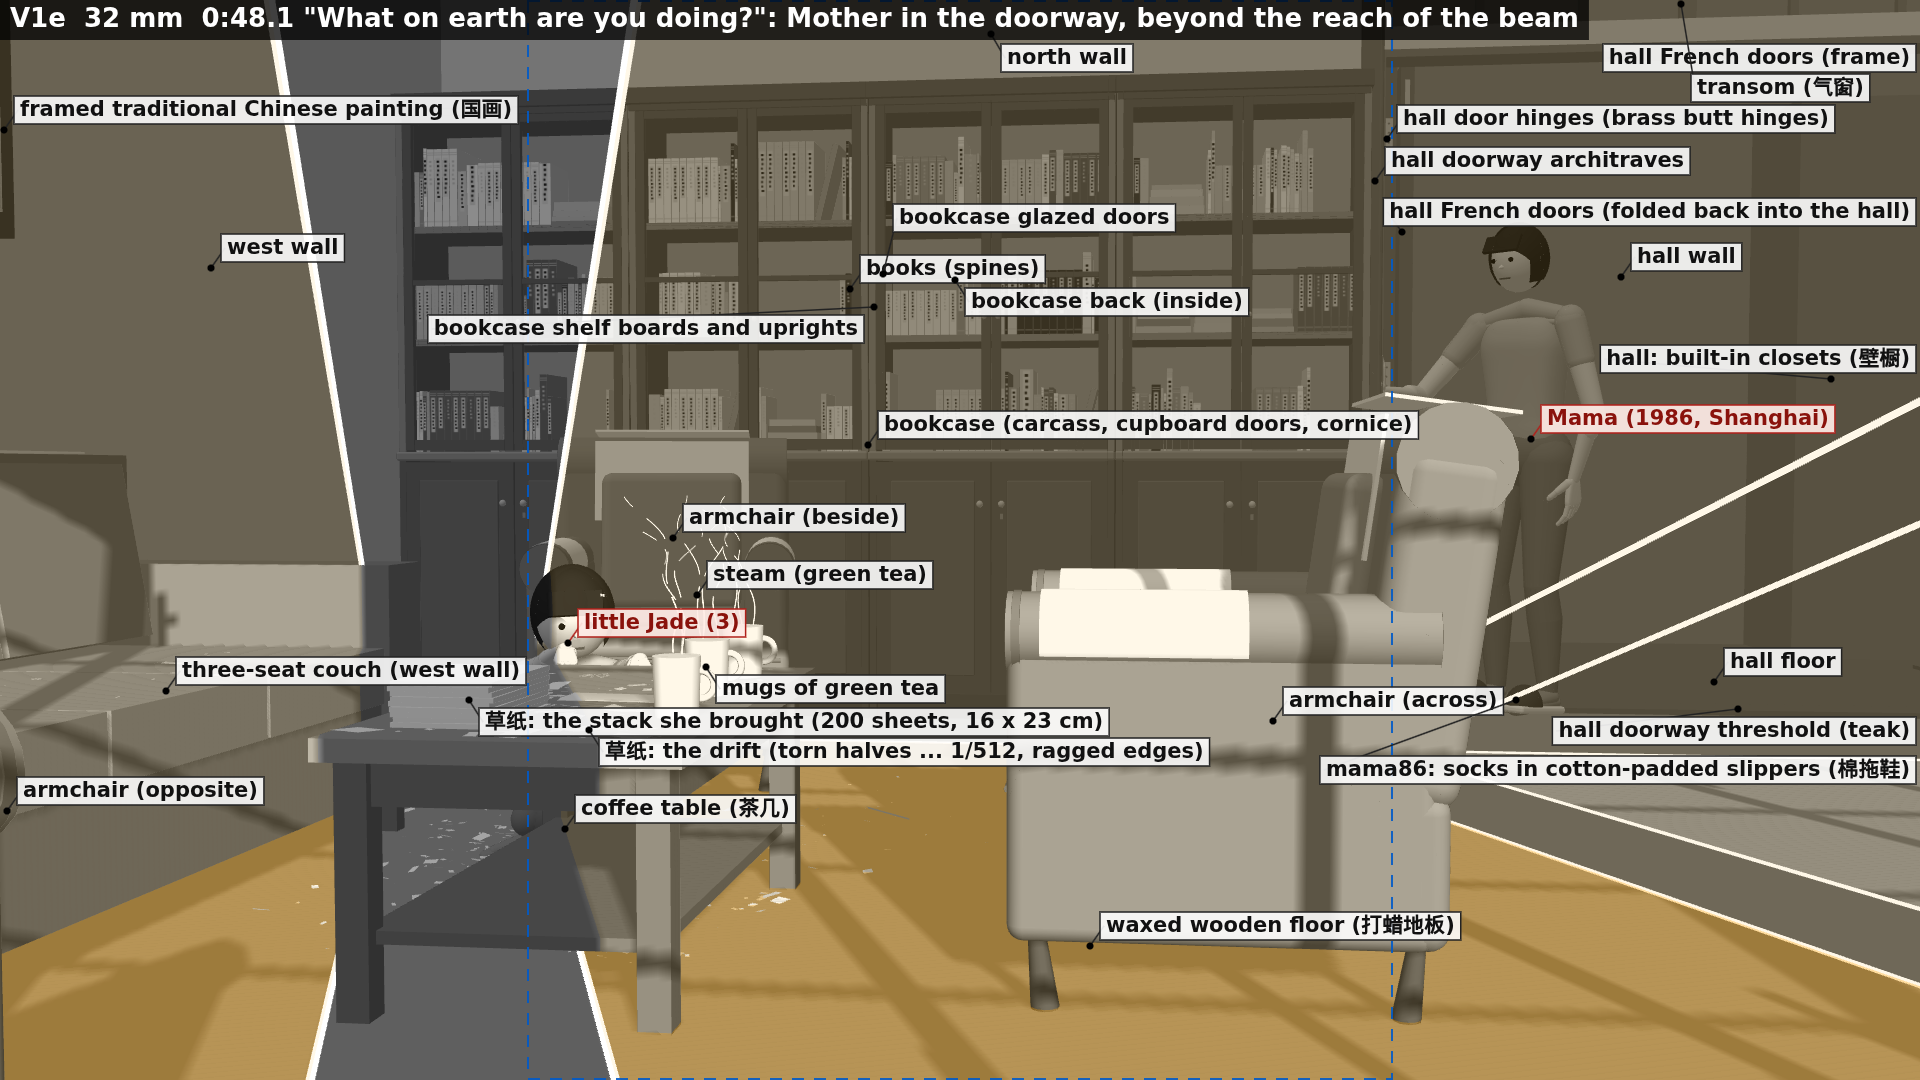 V1e 32 mm 0:48.1 "What on earth are you doing?": Mother in the doorway, beyond the reach of the beam
north wall
hall French doors (frame)
transom (气窗)
framed traditional Chinese painting (国画)
hall door hinges (brass butt hinges)
hall doorway architraves
bookcase glazed doors
hall French doors (folded back into the hall)
west wall
hall wall
books (spines)
bookcase back (inside)
bookcase shelf boards and uprights
hall: built-in closets (壁橱)
bookcase (carcass, cupboard doors, cornice)
Mama (1986, Shanghai)
armchair (beside)
steam (green tea)
little Jade (3)
three-seat couch (west wall)
hall floor
mugs of green tea
armchair (across)
草纸: the stack she brought (200 sheets, 16 x 23 cm)
hall doorway threshold (teak)
草纸: the drift (torn halves ... 1/512, ragged edges)
mama86: socks in cotton-padded slippers (棉拖鞋)
armchair (opposite)
coffee table (茶几)
waxed wooden floor (打蜡地板)